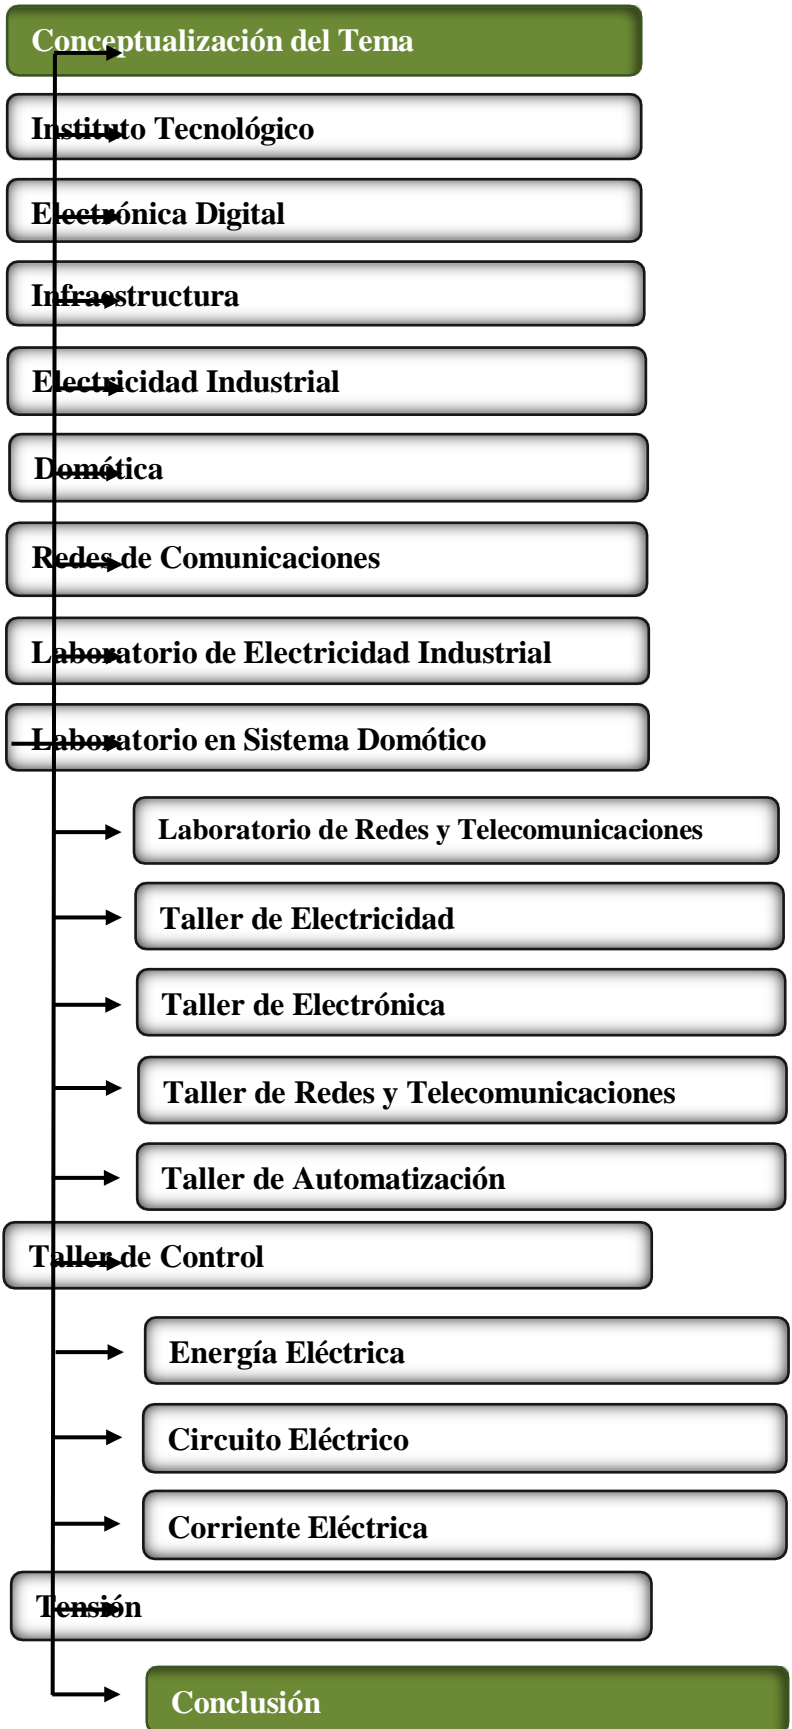 Conceptualización del Tema
Instituto Tecnológico
Electrónica Digital
Infraestructura
Electricidad Industrial
Domótica
Redes de Comunicaciones
Laboratorio de Electricidad Industrial
Laboratorio en Sistema Domótico
Laboratorio de Redes y Telecomunicaciones
Taller de Electricidad
Taller de Electrónica
Taller de Redes y Telecomunicaciones
Taller de Automatización
Taller de Control
Energía Eléctrica
Circuito Eléctrico
Corriente Eléctrica
Tensión
Conclusión